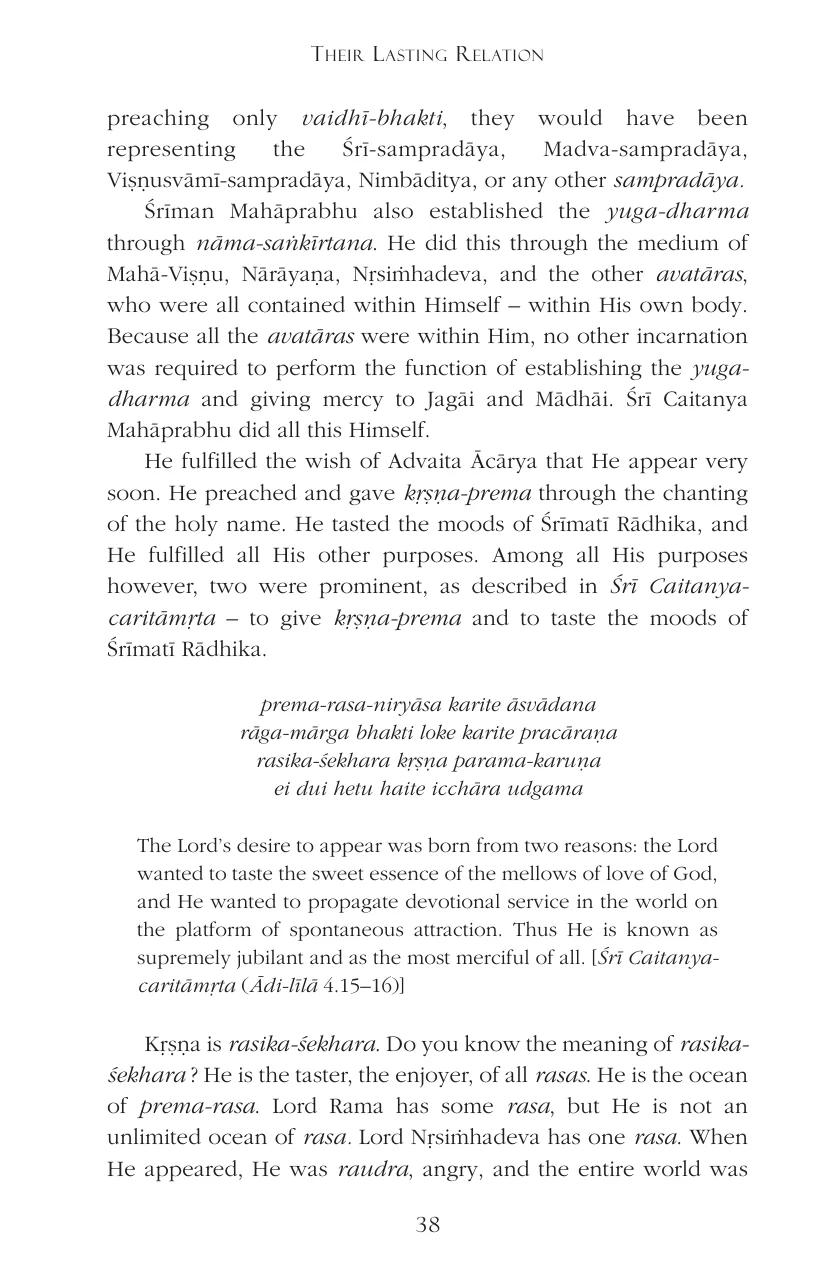 Their Lasting Relation
preaching only vaidhī-bhakti, they would have been
representing the Śrī-sampradāya, Madva-sampradāya,
Viṣṇusvāmī-sampradāya, Nimbāditya, or any other sampradāya.
Śrīman Mahāprabhu also established the yuga-dharma
through nāma-saṅkīrtana. He did this through the medium of
Mahā-Viṣṇu, Nārāyaṇa, Nṛsiṁhadeva, and the other avatāras,
who were all contained within Himself – within His own body.
Because all the avatāras were within Him, no other incarnation
was required to perform the function of establishing the yuga-
dharma and giving mercy to Jagāi and Mādhāi. Śrī Caitanya
Mahāprabhu did all this Himself.
He fulfilled the wish of Advaita Ācārya that He appear very
soon. He preached and gave kṛṣṇa-prema through the chanting
of the holy name. He tasted the moods of Śrīmatī Rādhika, and
He fulfilled all His other purposes. Among all His purposes
however, two were prominent, as described in Śrī Caitanya-
caritāmṛta – to give kṛṣṇa-prema and to taste the moods of
Śrīmatī Rādhika.
prema-rasa-niryāsa karite āsvādana
rāga-mārga bhakti loke karite pracāraṇa
rasika-śekhara kṛṣṇa parama-karuṇa
ei dui hetu haite icchāra udgama
The Lord's desire to appear was born from two reasons: the Lord
wanted to taste the sweet essence of the mellows of love of God,
and He wanted to propagate devotional service in the world on
the platform of spontaneous attraction. Thus He is known as
supremely jubilant and as the most merciful of all. [Śrī Caitanya-
caritāmṛta (Ādi-līlā 4.15–16)]
Kṛṣṇa is rasika-śekhara. Do you know the meaning of rasika-
śekhara? He is the taster, the enjoyer, of all rasas. He is the ocean
of prema-rasa. Lord Rama has some rasa, but He is not an
unlimited ocean of rasa. Lord Nṛsiṁhadeva has one rasa. When
He appeared, He was raudra, angry, and the entire world was
38